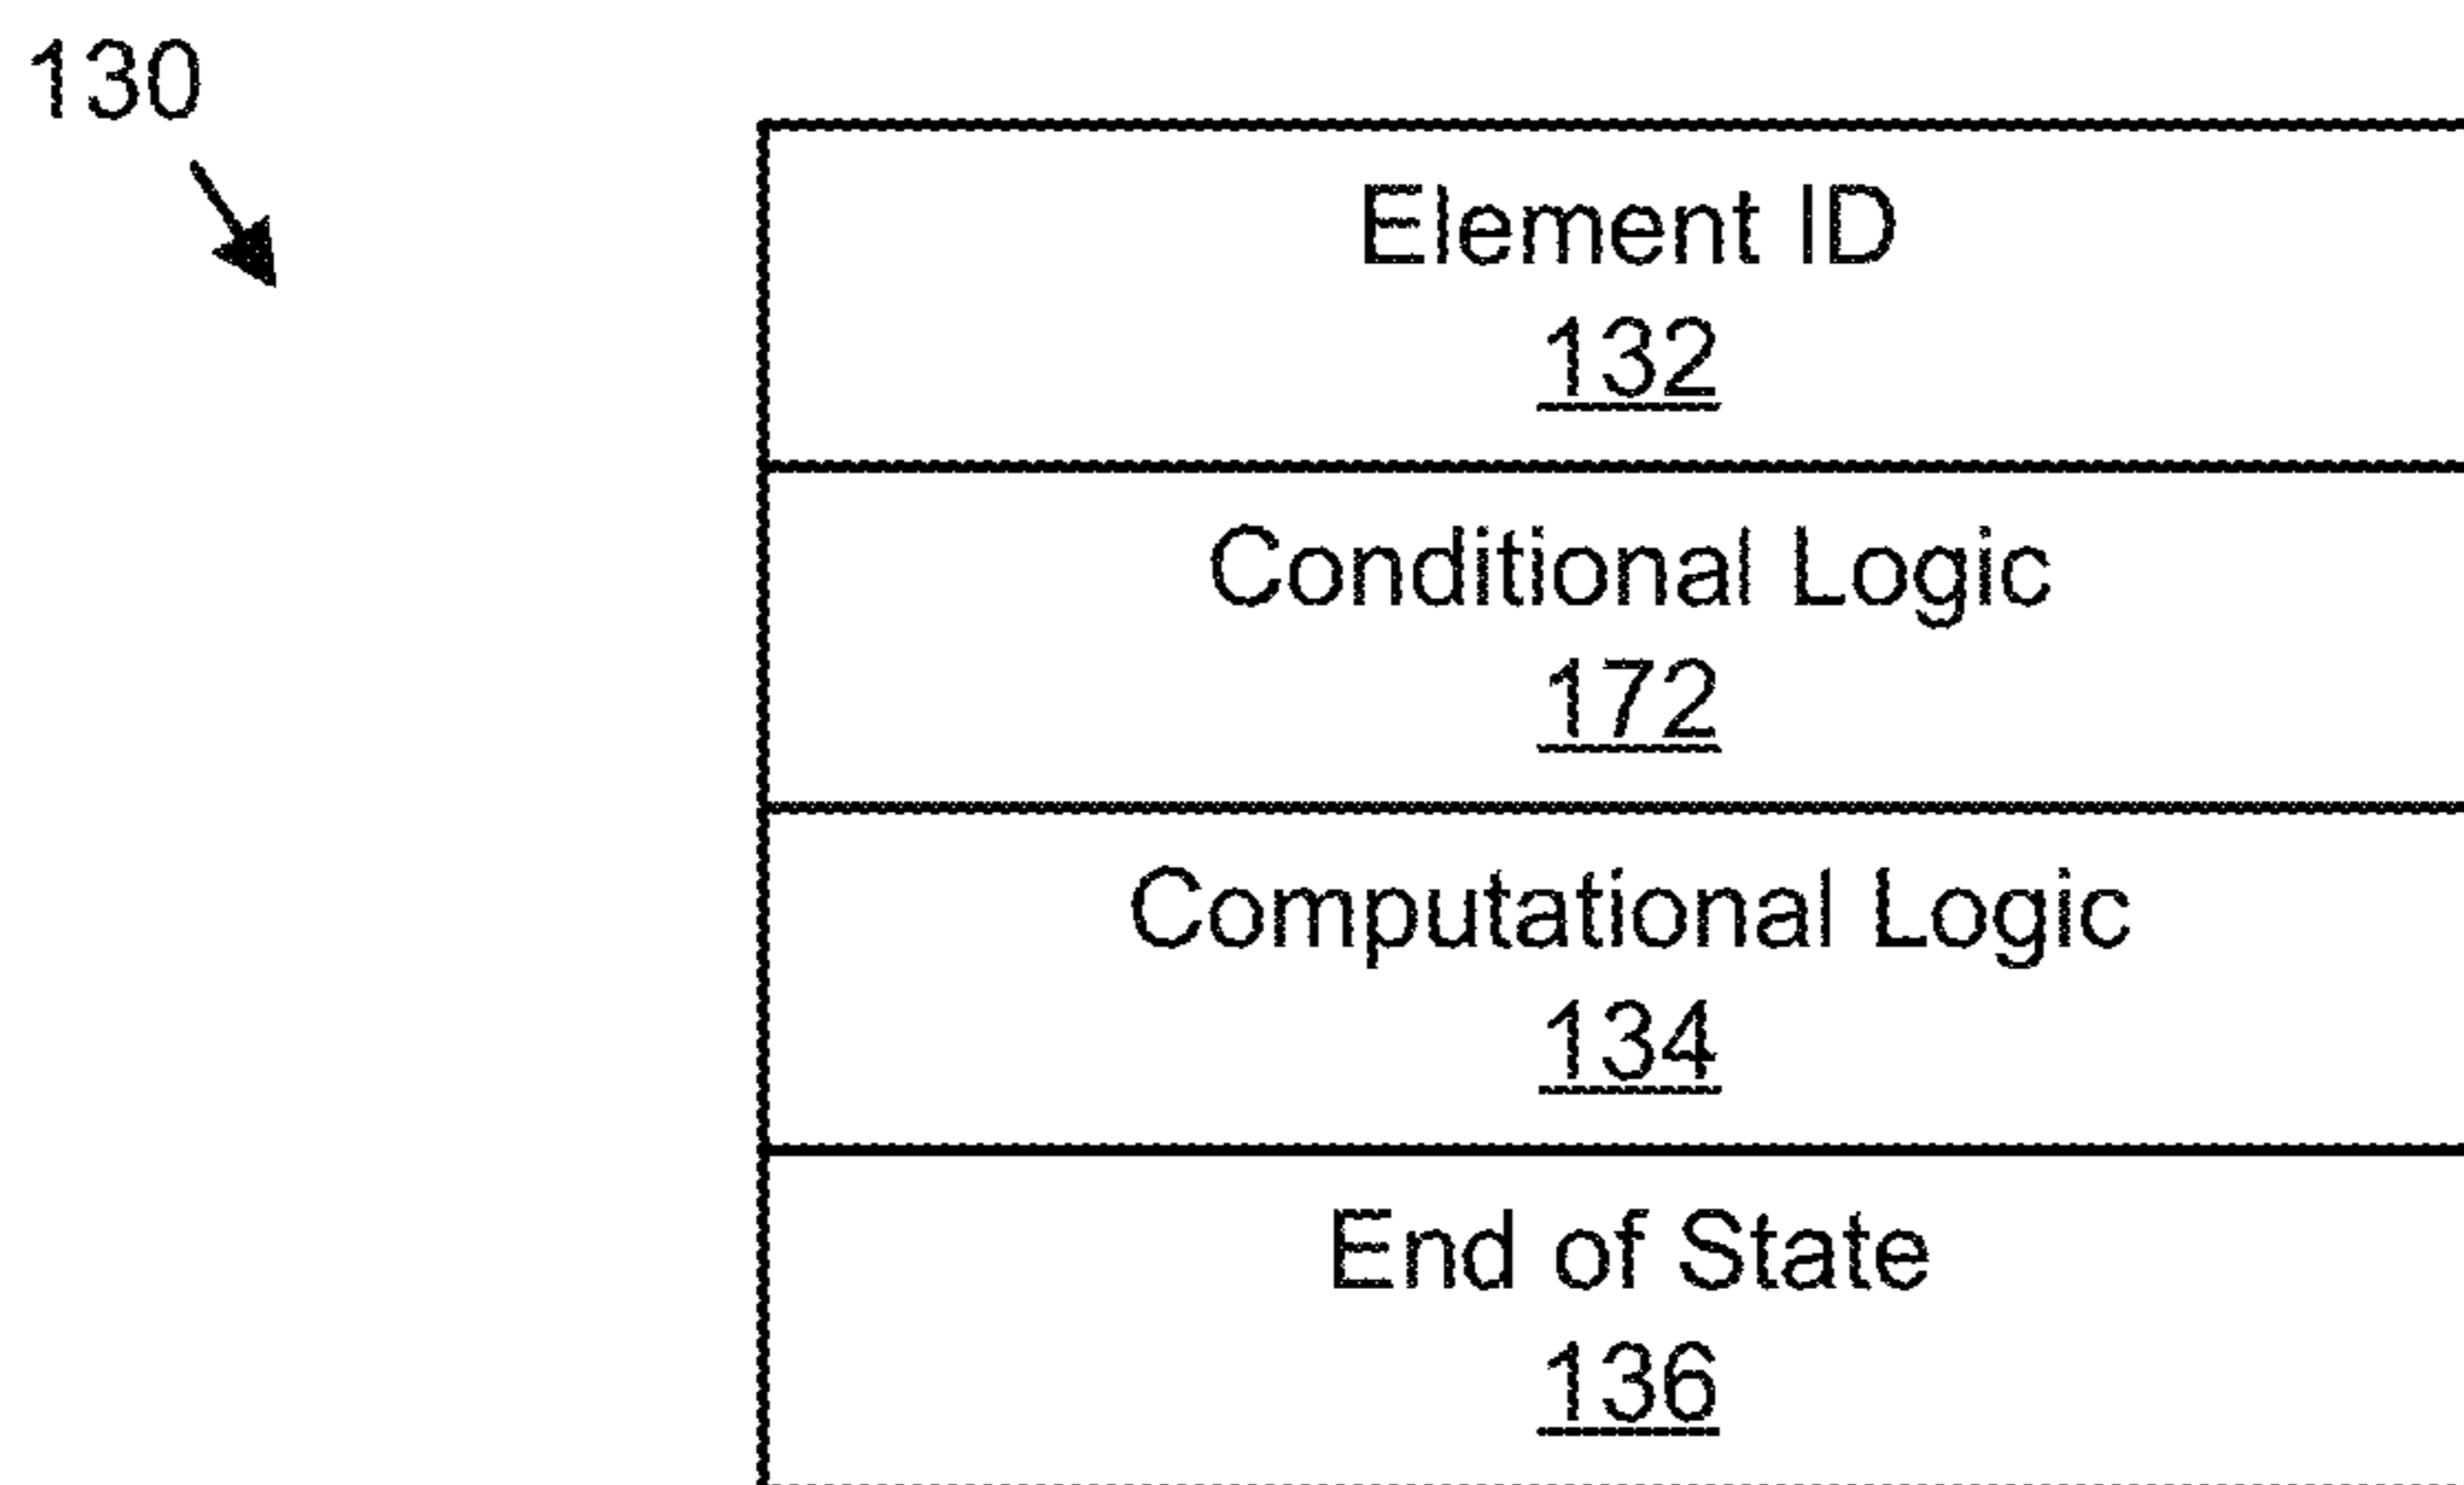 130
Element ID
132
Conditional Logic
172
Computational Logic
134
End of State
136